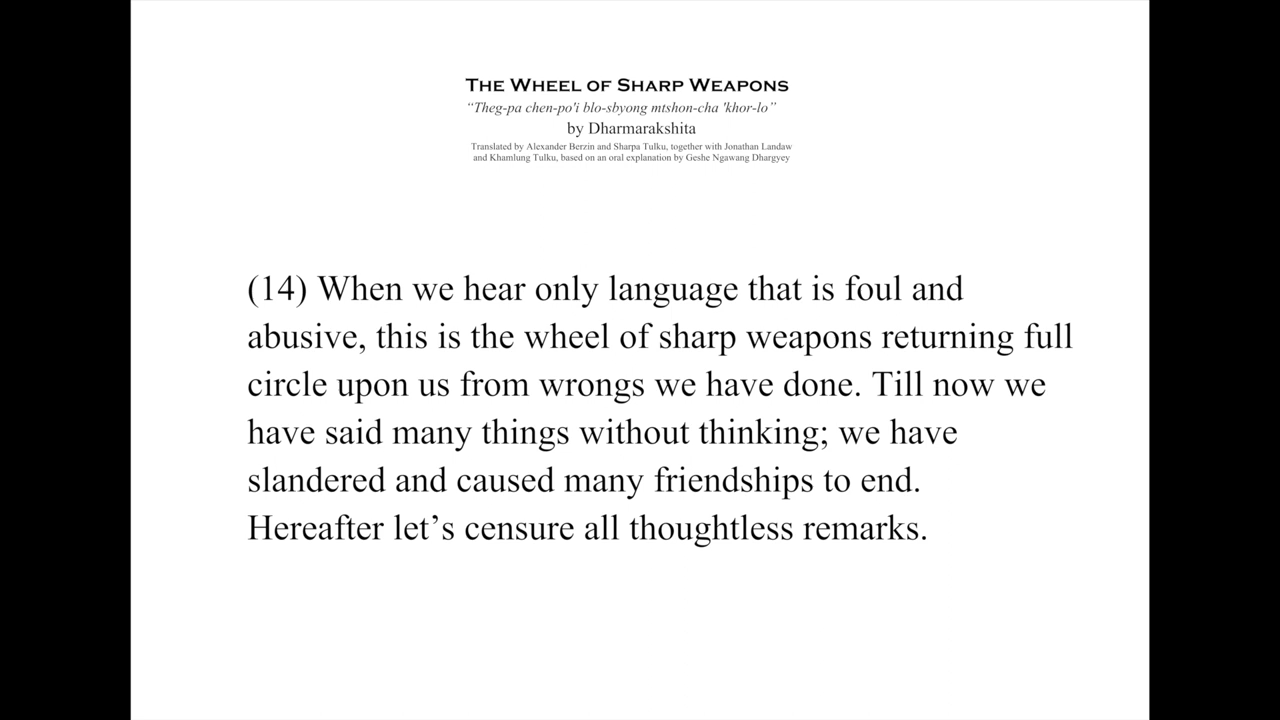 THE WHEEL OF SHARP WEAPONS
“Theg-pa chen-po'i blo-sbyong mtshon-cha 'khor-lo”
by Dharmarakshita
Translated by Alexander Berzin and Sharpa Tulku, together with Jonathan Landaw
and Khamlung Tulku, based on an oral explanation by Geshe Ngawang Dhargyey
(14) When we hear only language that is foul and
abusive, this is the wheel of sharp weapons returning full
circle upon us from wrongs we have done. Till now we
have said many things without thinking; we have
slandered and caused many friendships to end.
Hereafter let’s censure all thoughtless remarks.